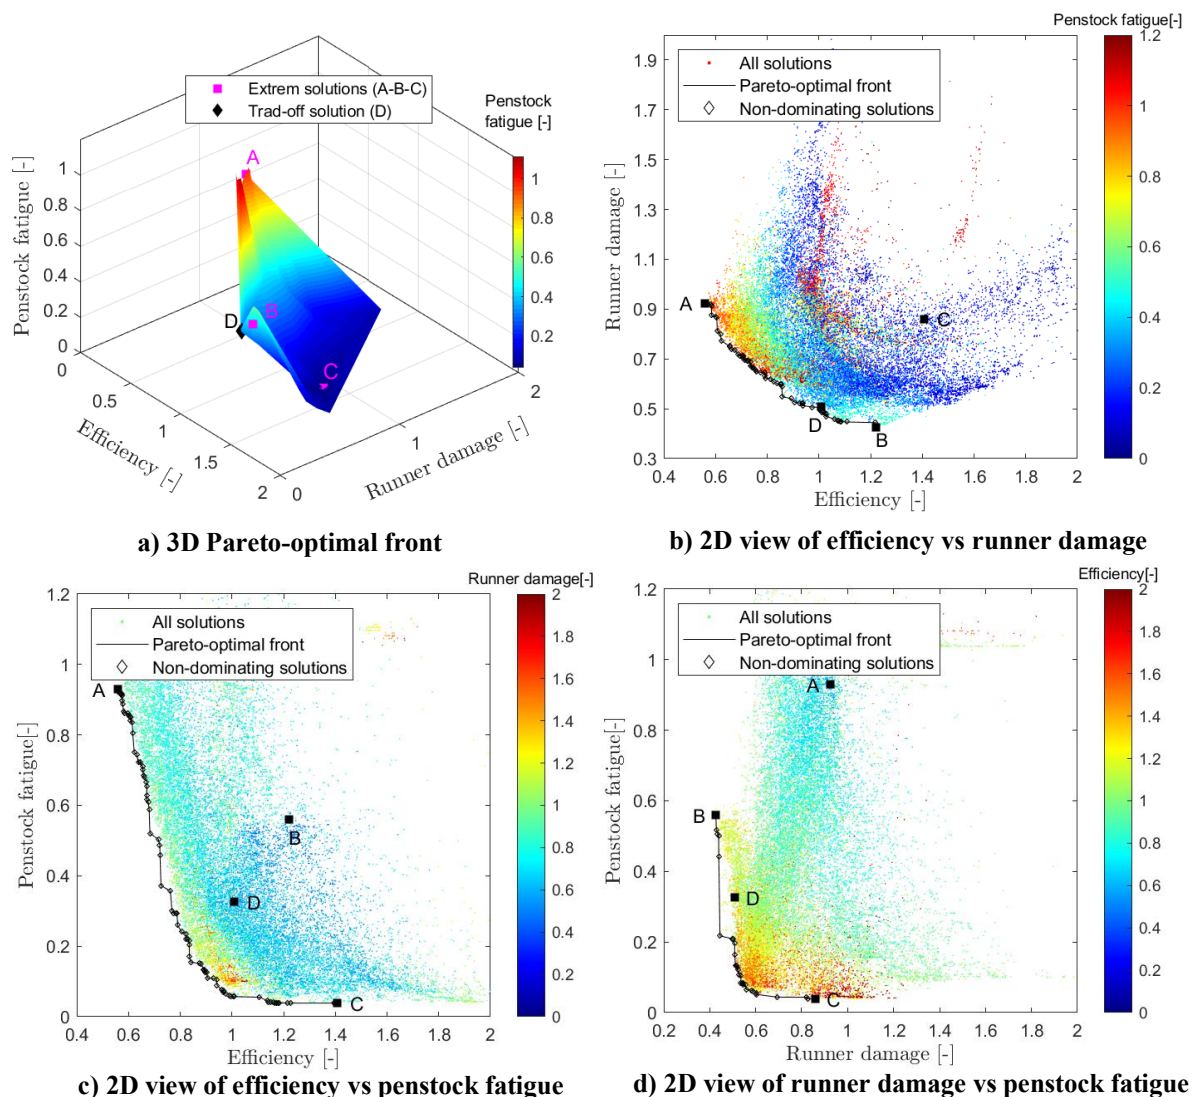 Extrem solutions (A-B-C)
Trad-off solution (D)
Penstock
fatigue [-]
Penstock fatigue [-]
1
0.8
0.6
0.4
0.2
0
A
B
D
C
1
0.8
0.6
0.4
0.2
0
0.5
1
1.5
2
Efficiency [-]
0
1
2
Runner damage [-]
a) 3D Pareto-optimal front
Penstock fatigue[-]
All solutions
Pareto-optimal front
Non-dominating solutions
Runner damage [-]
1.9
1.7
1.5
1.3
1.1
0.9
0.7
0.5
0.3
A
C
D
B
0.4 0.6 0.8 1 1.2 1.4 1.6 1.8 2
Efficiency [-]
1.2
1
0.8
0.6
0.4
0.2
0
b) 2D view of efficiency vs runner damage
Runner damage[-]
All solutions
Pareto-optimal front
Non-dominating solutions
Penstock fatigue[-]
1.2
1
0.8
0.6
0.4
0.2
0
A
B
D
C
0.4 0.6 0.8 1 1.2 1.4 1.6 1.8 2
Efficiency [-]
2
1.8
1.6
1.4
1.2
1
0.8
0.6
0.4
0.2
0
c) 2D view of efficiency vs penstock fatigue
Efficiency[-]
All solutions
Pareto-optimal front
Non-dominating solutions
Penstock fatigue[-]
1.2
1
0.8
0.6
0.4
0.2
0
A
B
D
C
0.2 0.4 0.6 0.8 1 1.2 1.4 1.6 1.8 2
Runner damage [-]
2
1.8
1.6
1.4
1.2
1
0.8
0.6
0.4
0.2
0
d) 2D view of runner damage vs penstock fatigue